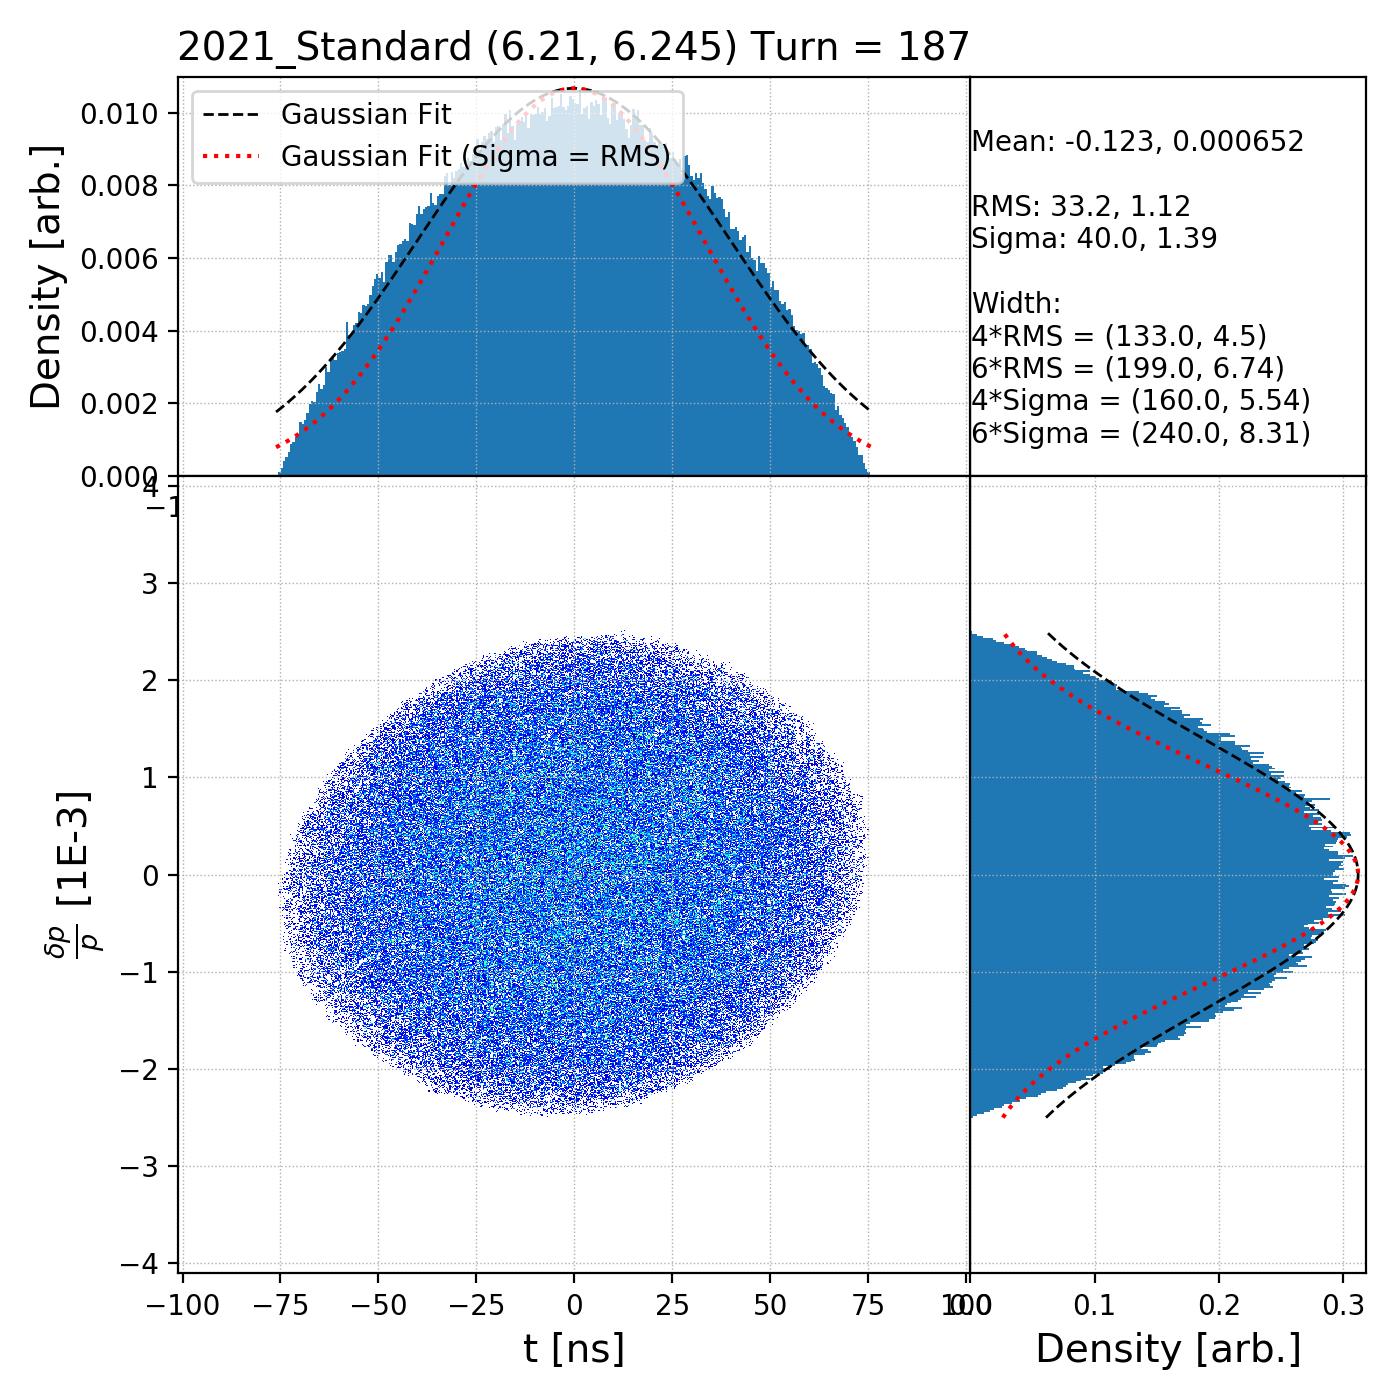 2021_Standard (6.21, 6.245) Turn = 187
Density [arb.]
0.010
0.008
0.006
0.004
0.002
0.000
Gaussian Fit
Gaussian Fit (Sigma = RMS)
Mean: -0.123, 0.000652
RMS: 33.2, 1.12
Sigma: 40.0, 1.39
Width:
4*RMS = (133.0, 4.5)
6*RMS = (199.0, 6.74)
4*Sigma = (160.0, 5.54)
6*Sigma = (240.0, 8.31)
δp/p [1E-3]
4
3
2
1
0
−1
−2
−3
−4
−100 −75 −50 −25 0 25 50 75 100
t [ns]
0.0 0.1 0.2 0.3
Density [arb.]